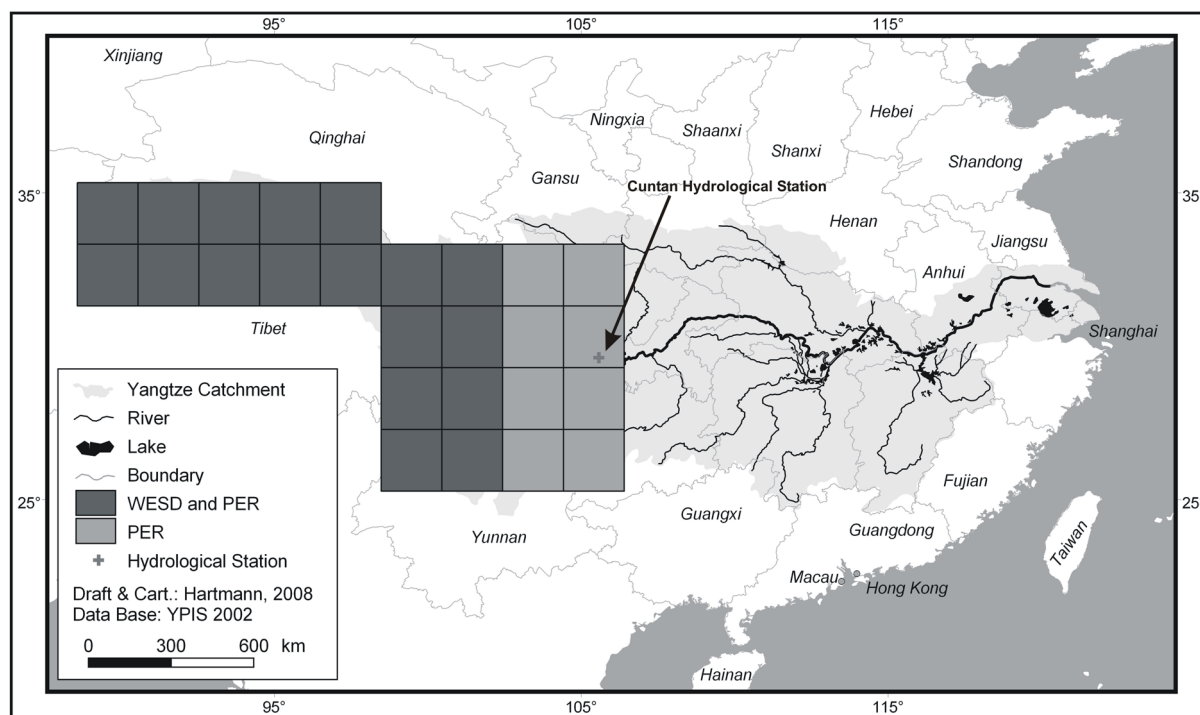 95° 105° 115°
Xinjiang
Hebei
Ningxia
Shaanxi
Qinghai
Shanxi
Shandong
Gansu
Cuntan Hydrological Station
35° 35°
Henan
Jiangsu
Anhui
Tibet
Shanghai
Yangtze Catchment
River
Lake
Boundary
WESD and PER
PER
Hydrological Station
Draft & Cart.: Hartmann, 2008
Data Base: YPIS 2002
0 300 600 km
Fujian
25° 25
Guangxi
Yunnan
Guangdong
Taiwan
Macau
Hong Kong
Hainan
95° 105° 115°